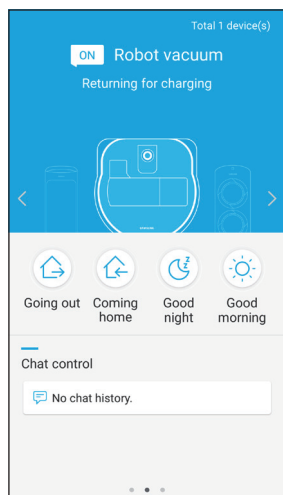 Total 1 device(s)
ON Robot vacuum
Returning for charging
SAMSUNG
Going out
Coming
home
Good
night
Good
morning
Chat control
No chat history.